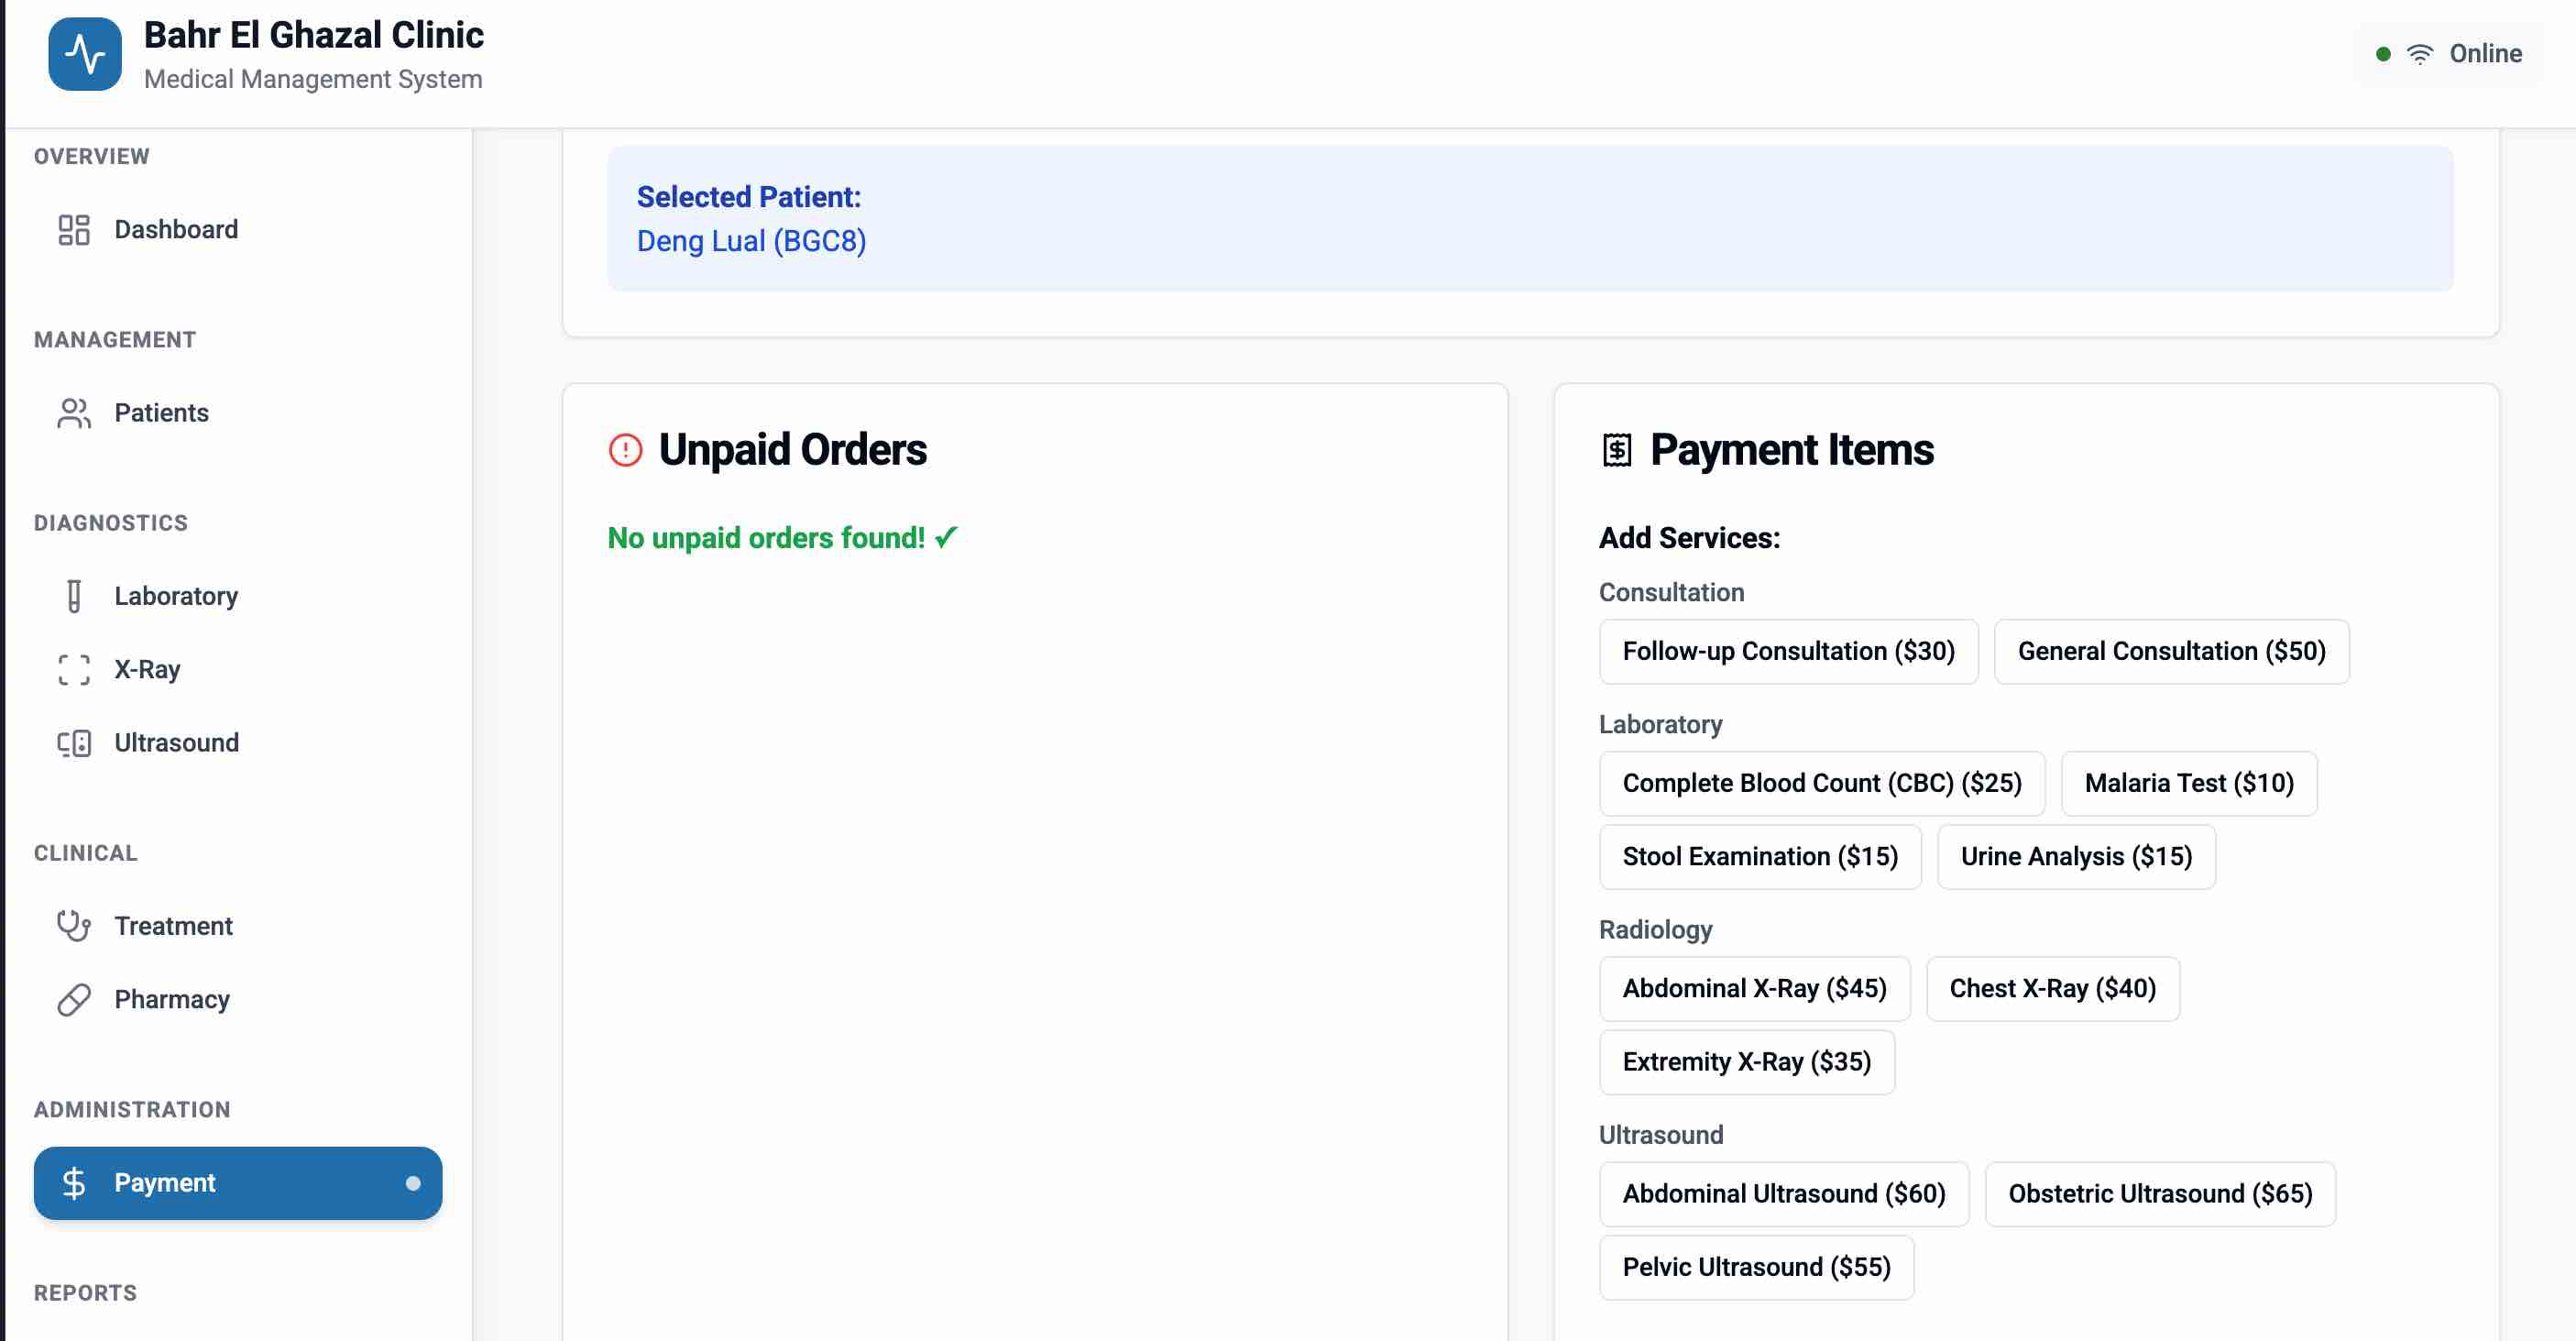 Bahr El Ghazal Clinic
Medical Management System
Online
OVERVIEW
Dashboard
MANAGEMENT
Patients
DIAGNOSTICS
Laboratory
X-Ray
Ultrasound
CLINICAL
Treatment
Pharmacy
ADMINISTRATION
Payment
REPORTS
Selected Patient:
Deng Lual (BGC8)
Unpaid Orders
No unpaid orders found! ✓
Payment Items
Add Services:
Consultation
Follow-up Consultation ($30) General Consultation ($50)
Laboratory
Complete Blood Count (CBC) ($25) Malaria Test ($10)
Stool Examination ($15) Urine Analysis ($15)
Radiology
Abdominal X-Ray ($45) Chest X-Ray ($40)
Extremity X-Ray ($35)
Ultrasound
Abdominal Ultrasound ($60) Obstetric Ultrasound ($65)
Pelvic Ultrasound ($55)